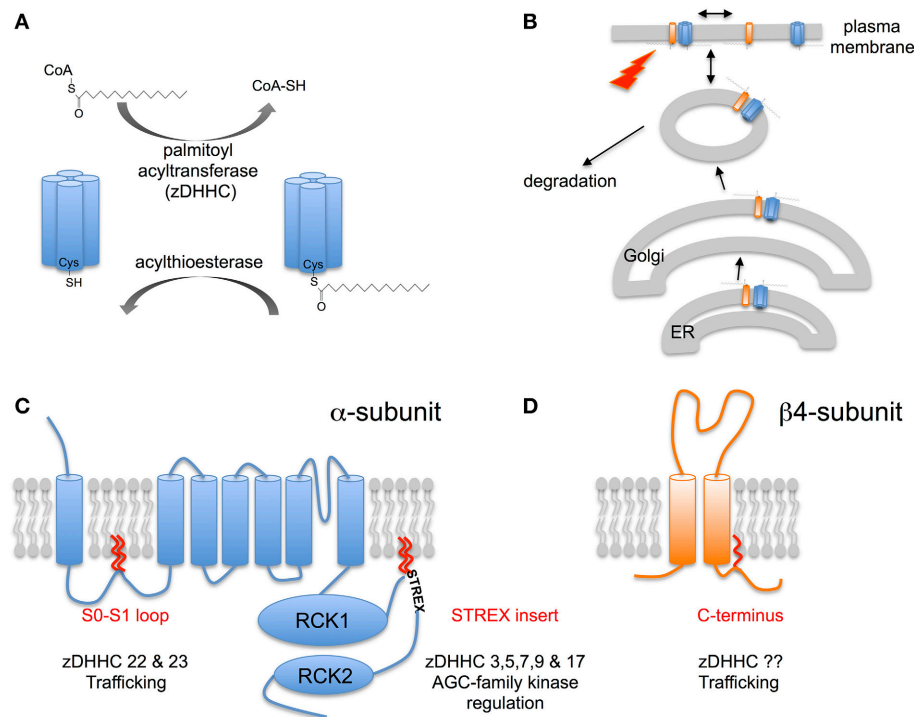 A
CoA
S
O
CoA-SH
palmitoyl
acyltransferase
(zDHHC)
Cys
SH
acylthioesterase
Cys
S
O
B
plasma
membrane
degradation
Golgi
ER
C
α-subunit
STREX
S0-S1 loop
RCK1
STREX insert
zDHHC 22 & 23
Trafficking
RCK2
zDHHC 3,5,7,9 & 17
AGC-family kinase
regulation
D
β4-subunit
C-terminus
zDHHC ??
Trafficking